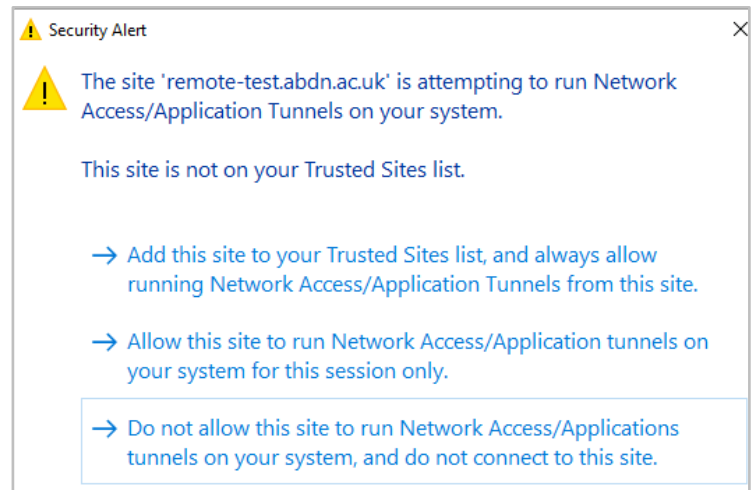 Security Alert
The site 'remote-test.abdn.ac.uk' is attempting to run Network
Access/Application Tunnels on your system.
This site is not on your Trusted Sites list.
Add this site to your Trusted Sites list, and always allow
running Network Access/Application Tunnels from this site.
Allow this site to run Network Access/Application tunnels on
your system for this session only.
Do not allow this site to run Network Access/Applications
tunnels on your system, and do not connect to this site.